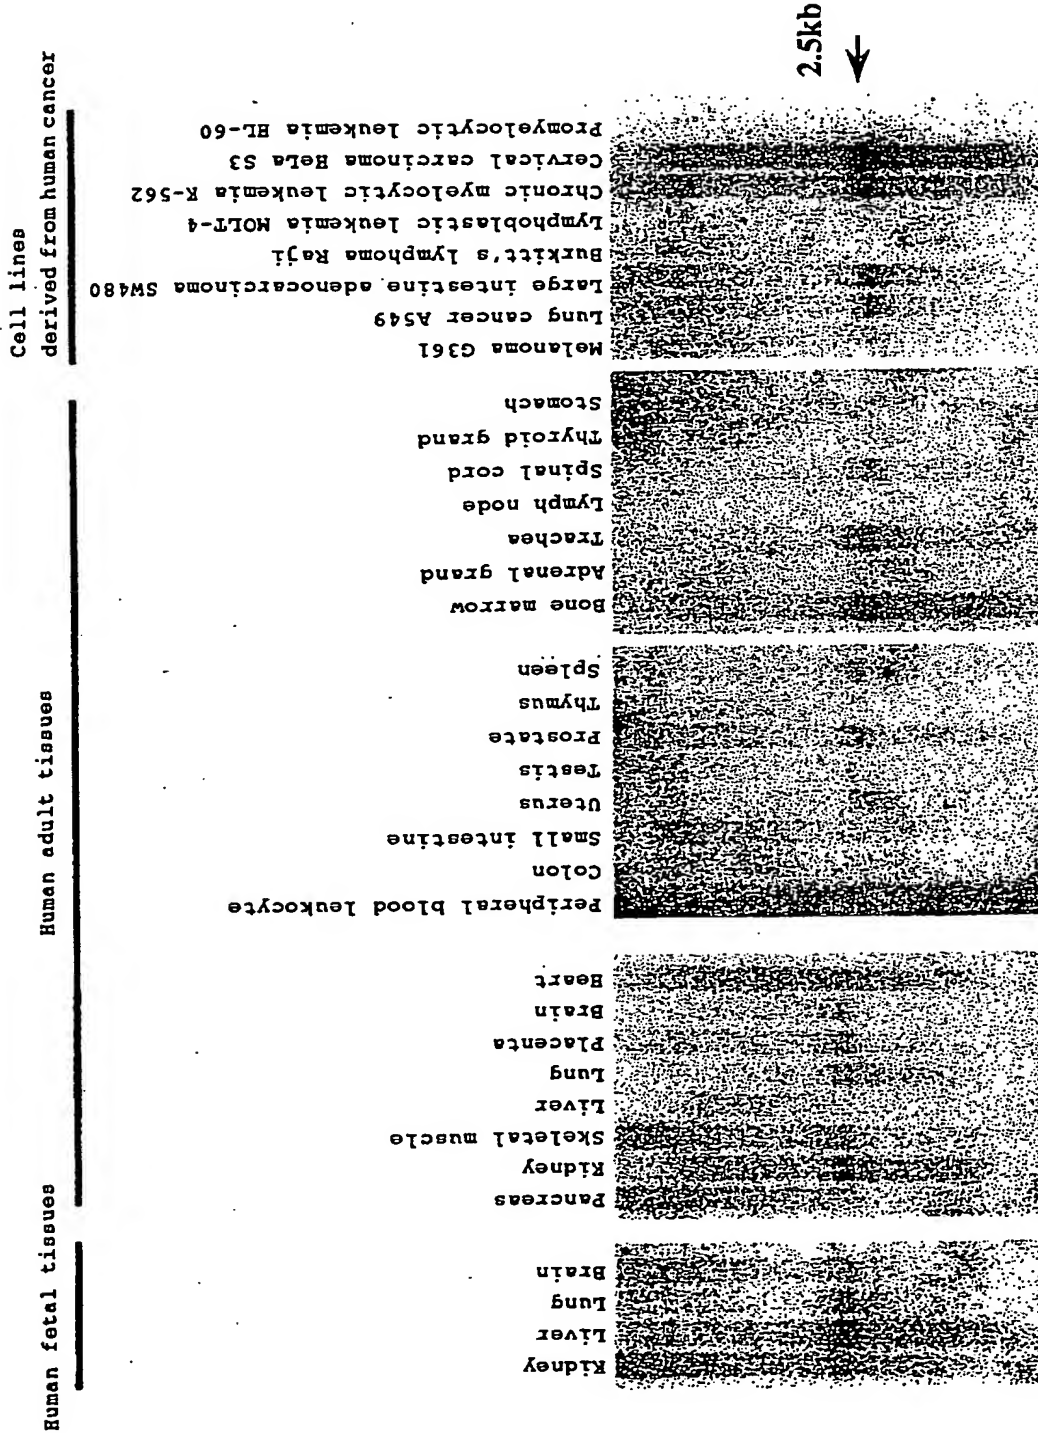 Cell lines
derived from human cancer
Human adult tissues
Human fetal tissues
2.5kb
Promyelocytic leukemia HL-60
Cervical carcinoma HeLa S3
Chronic myelocytic leukemia K-562
Lymphoblastic leukemia MOLT-4
Burkitt's lymphoma Raji
Large intestine adenocarocinoma SW480
Lung cancer A549
Melanoma G361
Stomach
Thyroid grand
Spinal cord
Lymph node
Trachea
Adrenal grand
Bone marrow
Spleen
Thymus
Prostate
Testis
Uterus
Small intestine
Colon
Peripheral blood leukocyte
Heart
Brain
Placenta
Lung
Liver
Skeletal muscle
Kidney
Pancreas
Brain
Lung
Liver
Kidney